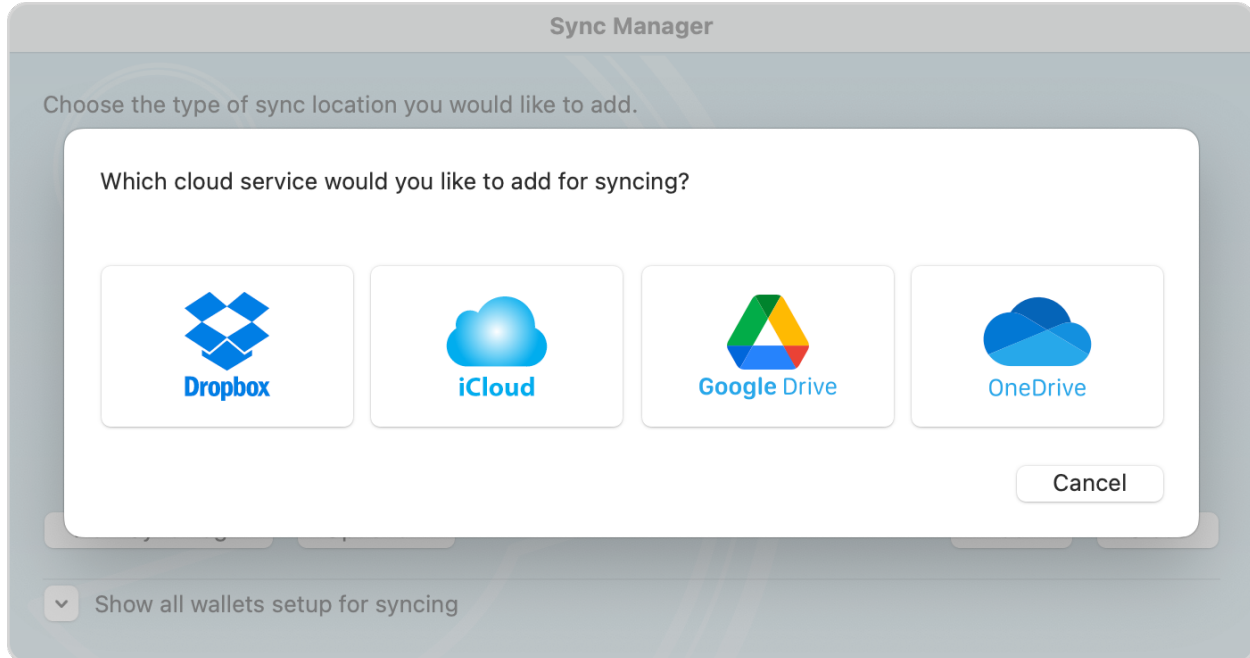 Sync Manager
Choose the type of sync location you would like to add.
Which cloud service would you like to add for syncing?
Dropbox
iCloud
Google Drive
OneDrive
Cancel
Show all wallets setup for syncing